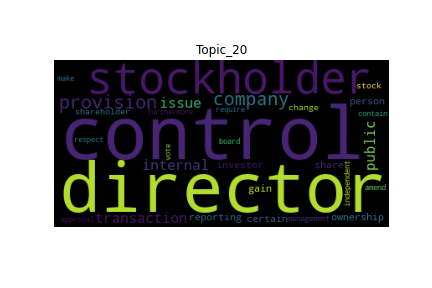 Topic_20
make
stockholder
stock
provision
issue
company
change
person
shareholder
furthermore
require
contain
control
public
respect
board
vote
internal
investor
share
independent
director
gain
amend
approval
transaction
reporting
certain
management
ownership